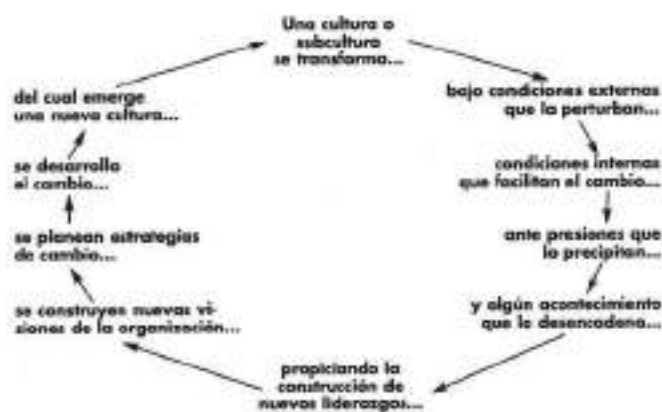 Una cultura o
subcultura
se transforma...
bajo condiciones externas
que la perturban...
condiciones internas
que facilitan el cambio...
ante presiones que
lo precipitan...
y algún acontecimiento
que lo desencadena...
propiciando la
construcción de
nuevos liderazgos...
se construyen nuevas vi-
siones de la organización...
se planean estrategias
de cambio...
se desarrolla
el cambio...
del cual emerge
una nueva cultura...